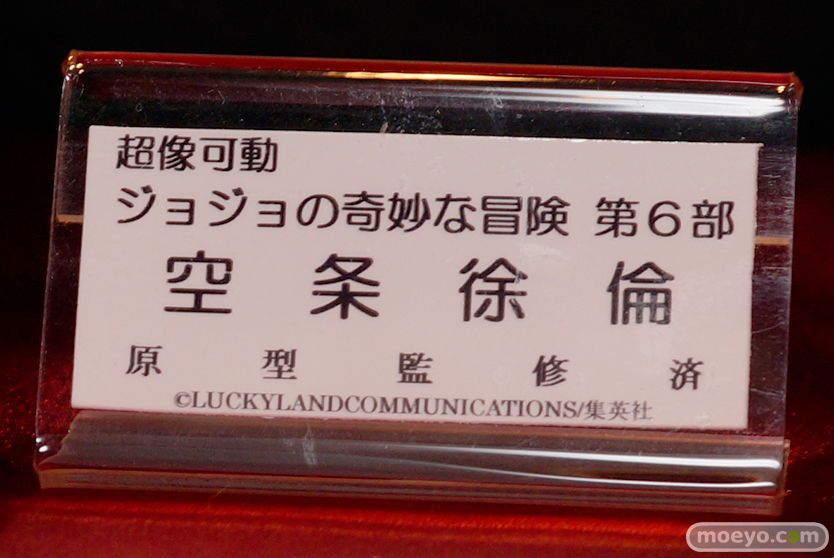 超像可動
ジョジョの奇妙な冒険 第6部
空条徐倫
原型監修済
©LUCKYLANDCOMMUNICATIONS/集英社
moeyo.com